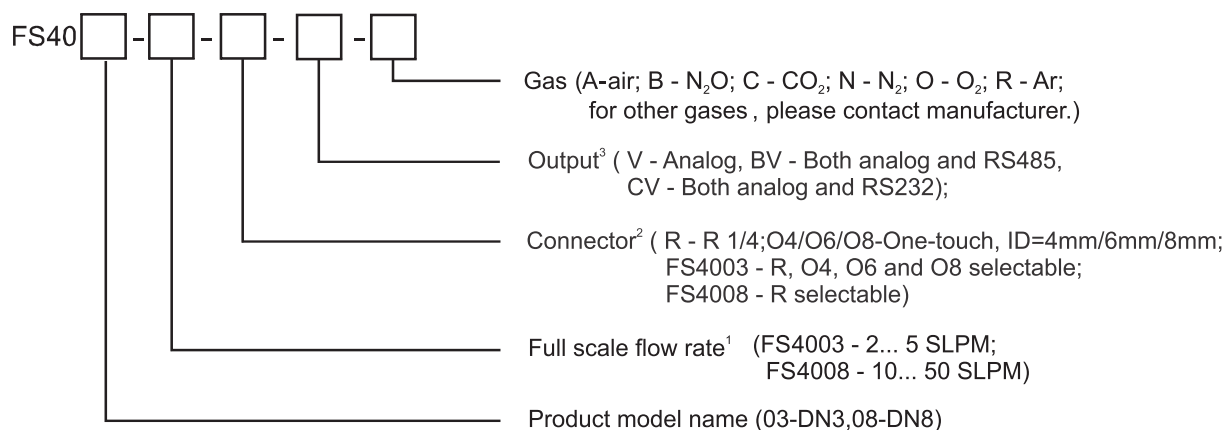 FS40 - - - -
Gas (A-air; B - N₂O; C - CO₂; N - N₂; O - O₂; R - Ar;
for other gases , please contact manufacturer.)
Output³ ( V - Analog, BV - Both analog and RS485,
CV - Both analog and RS232);
Connector² ( R - R 1/4;O4/O6/O8-One-touch, ID=4mm/6mm/8mm;
FS4003 - R, O4, O6 and O8 selectable;
FS4008 - R selectable)
Full scale flow rate¹ (FS4003 - 2... 5 SLPM;
FS4008 - 10... 50 SLPM)
Product model name (03-DN3,08-DN8)